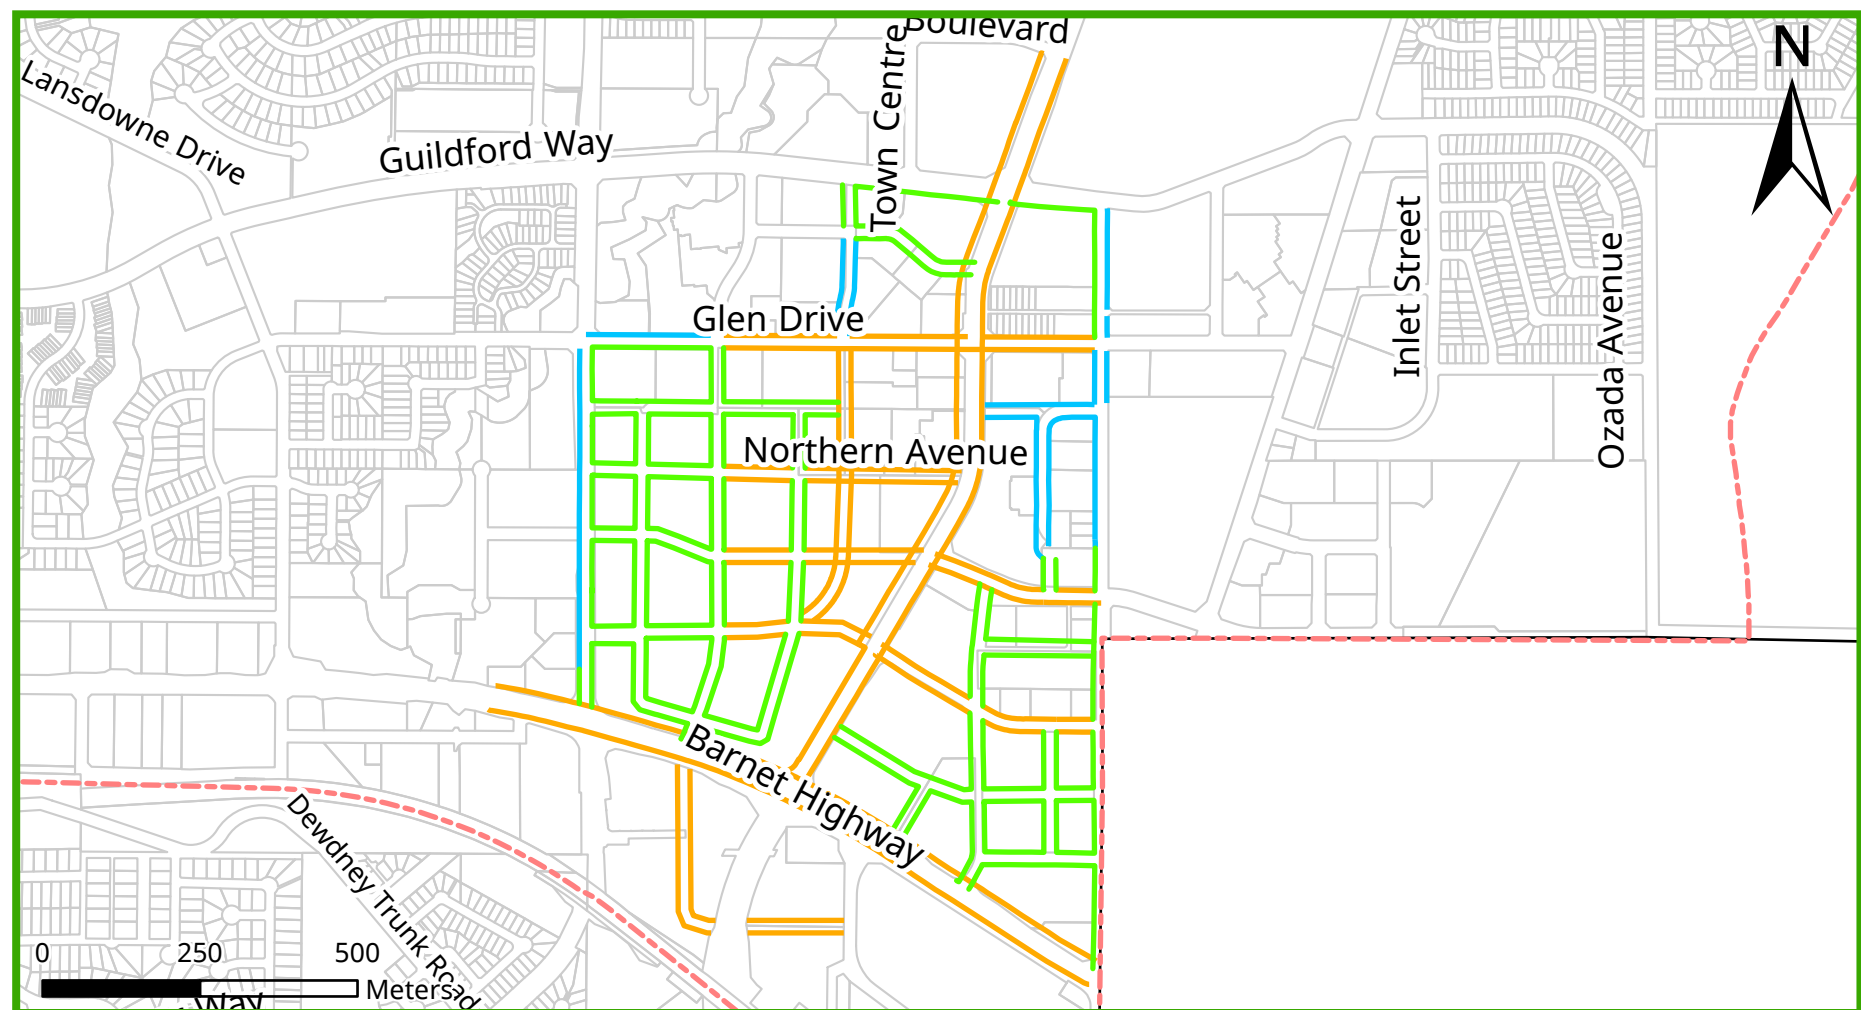 Boulevard
N
Town Centre
Lansdowne Drive
Guildford Way
Inlet Street
Ozada Avenue
Glen Drive
Northern Avenue
Barnet Highway
Dewdney Trunk Road
0 250 500
Meters
Way